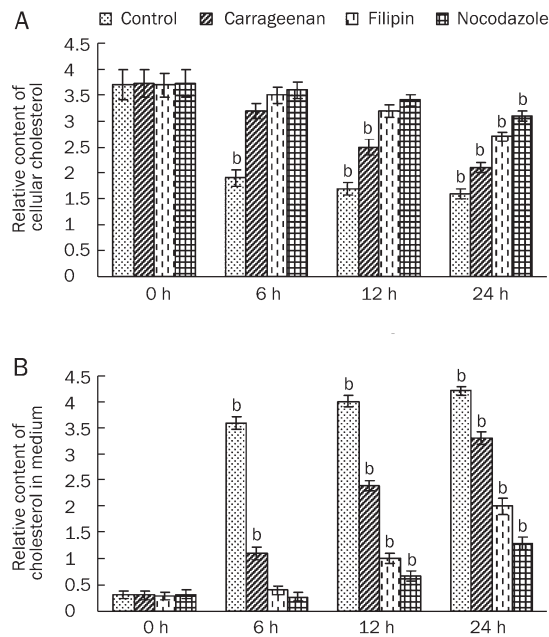 A
Control Carrageenan Filipin Nocodazole
Relative content of
cellular cholesterol
4.5
4
3.5
3
2.5
2
1.5
1
0.5
0
b
b
b
b
b
b
b
b
0 h 6 h 12 h 24 h
B
Relative content of
cholesterol in medium
4.5
4
3.5
3
2.5
2
1.5
1
0.5
0
b
b
b
b
b
b
b
b
b
b
0 h 6 h 12 h 24 h